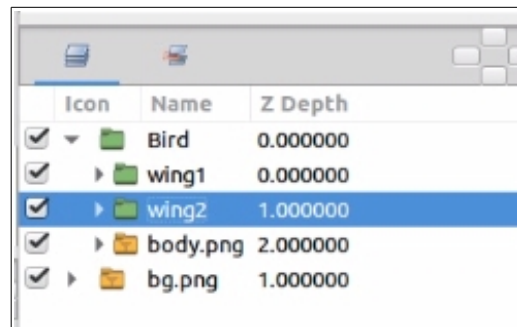 Icon Name Z Depth
Bird 0.000000
wing1 0.000000
wing2 1.000000
body.png 2.000000
bg.png 1.000000